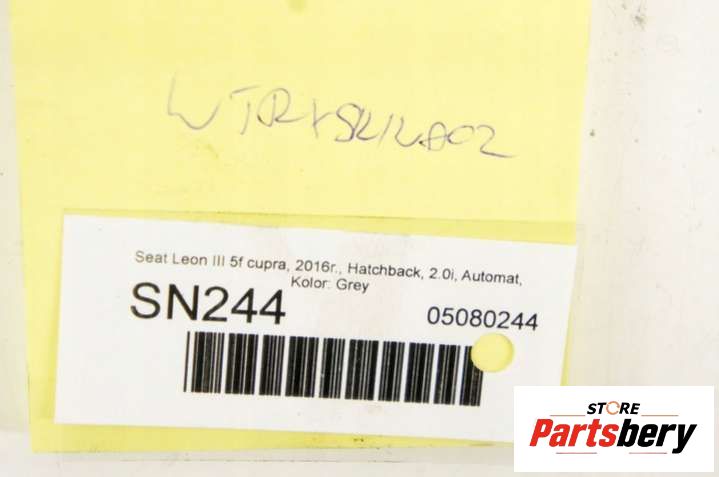 Seat Leon III 5f cupra, 2016r., Hatchback, 2.0i, Automat,
Kolor: Grey
SN244
05080244
STORE
Partsbery